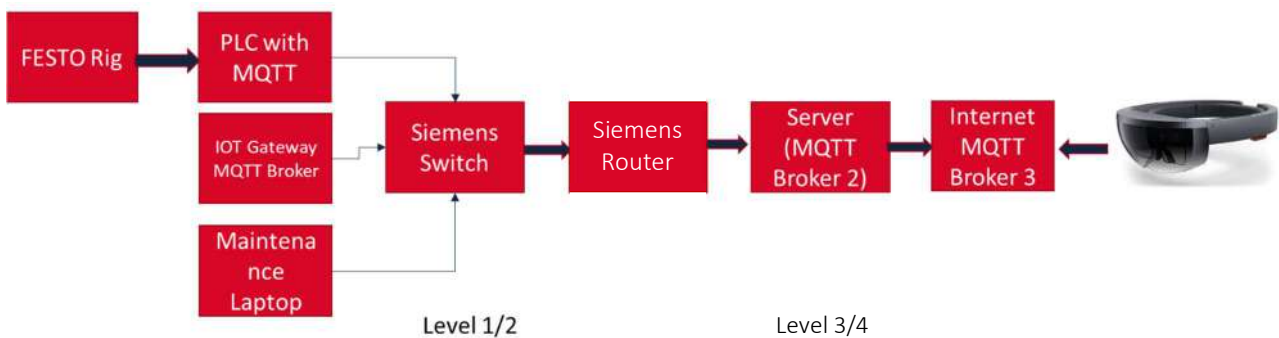 FESTO Rig
PLC with
MQTT
IOT Gateway
MQTT Broker
Maintena
nce
Laptop
Siemens
Switch
Siemens
Router
Server
(MQTT
Broker 2)
Internet
MQTT
Broker 3
Level 1/2
Level 3/4